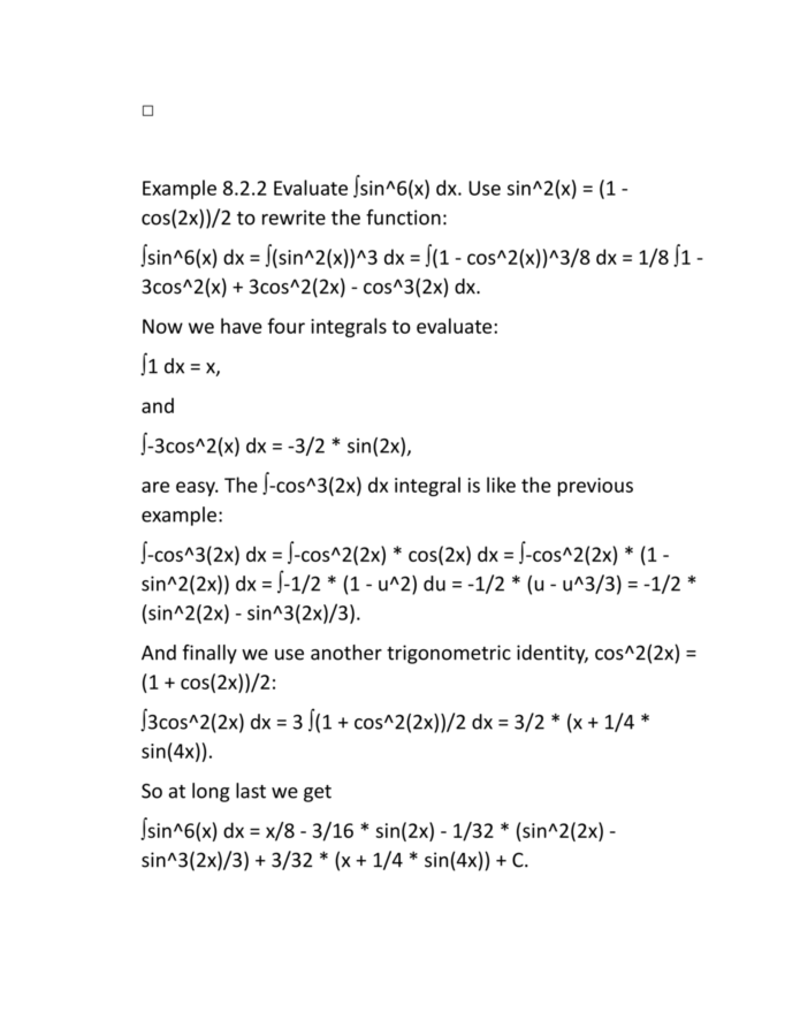 □
Example 8.2.2 Evaluate ∫sin^6(x) dx. Use sin^2(x) = (1 -
cos(2x))/2 to rewrite the function:
∫sin^6(x) dx = ∫(sin^2(x))^3 dx = ∫(1 - cos^2(x))^3/8 dx = 1/8 ∫1 -
3cos^2(x) + 3cos^2(2x) - cos^3(2x) dx.
Now we have four integrals to evaluate:
∫1 dx = x,
and
∫-3cos^2(x) dx = -3/2 * sin(2x),
are easy. The ∫-cos^3(2x) dx integral is like the previous
example:
∫-cos^3(2x) dx = ∫-cos^2(2x) * cos(2x) dx = ∫-cos^2(2x) * (1 -
sin^2(2x)) dx = ∫-1/2 * (1 - u^2) du = -1/2 * (u - u^3/3) = -1/2 *
(sin^2(2x) - sin^3(2x)/3).
And finally we use another trigonometric identity, cos^2(2x) =
(1 + cos(2x))/2:
∫3cos^2(2x) dx = 3 ∫(1 + cos^2(2x))/2 dx = 3/2 * (x + 1/4 *
sin(4x)).
So at long last we get
∫sin^6(x) dx = x/8 - 3/16 * sin(2x) - 1/32 * (sin^2(2x) -
sin^3(2x)/3) + 3/32 * (x + 1/4 * sin(4x)) + C.